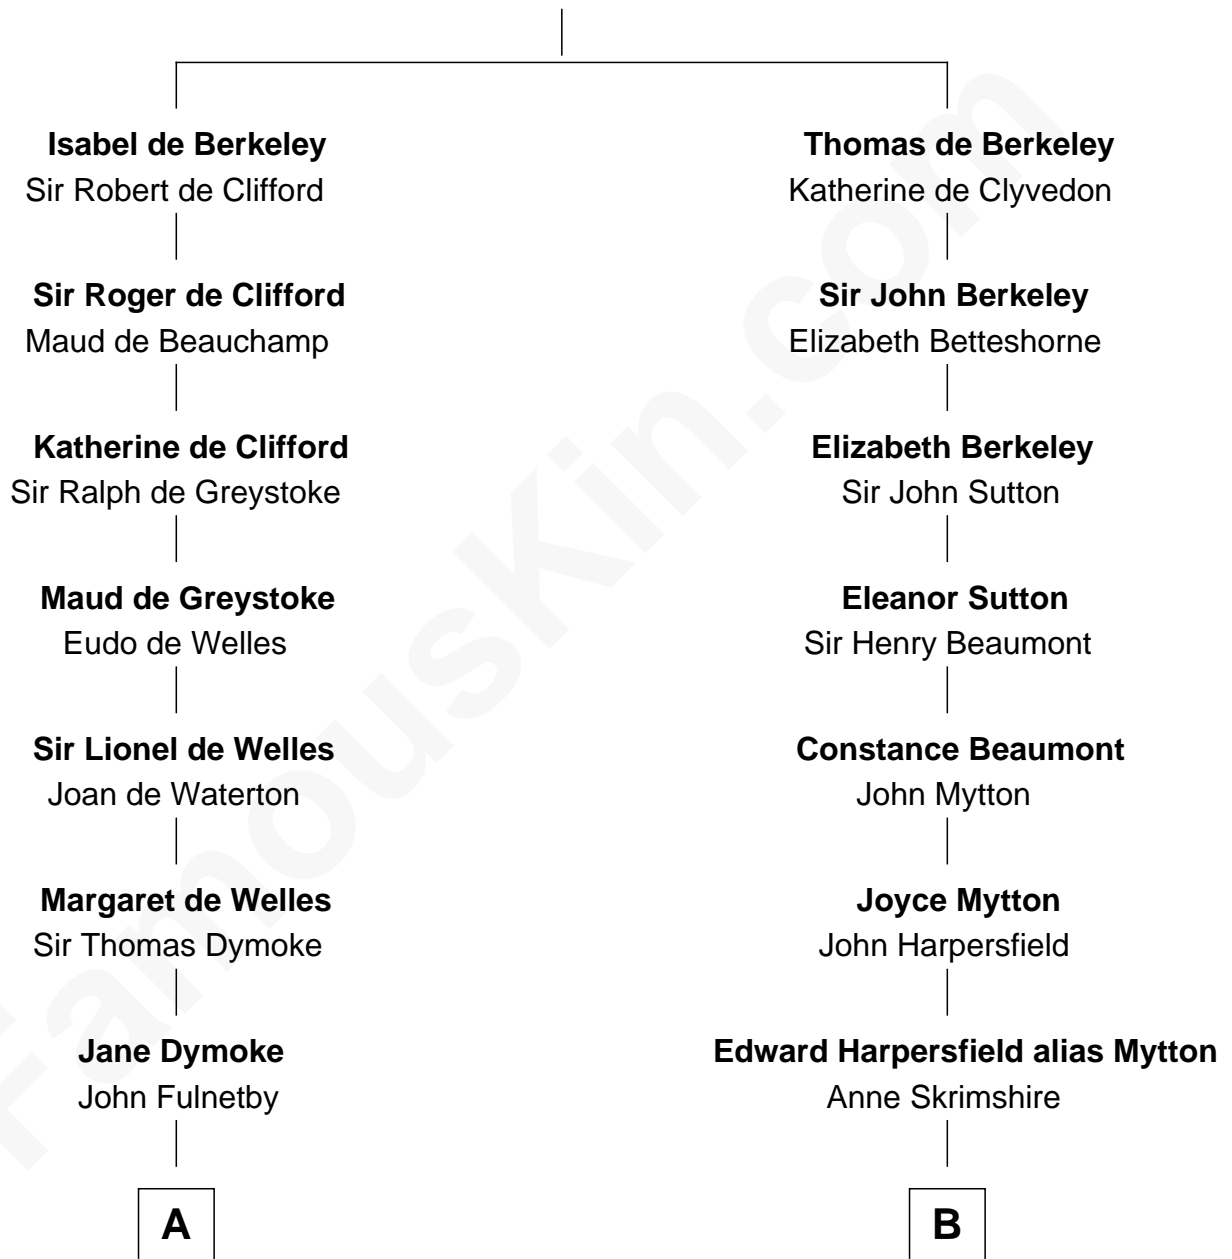 Isabel de Berkeley
Sir Robert de Clifford
Sir Roger de Clifford
Maud de Beauchamp
Katherine de Clifford
Sir Ralph de Greystoke
Maud de Greystoke
Eudo de Welles
Sir Lionel de Welles
Joan de Waterton
Margaret de Welles
Sir Thomas Dymoke
Jane Dymoke
John Fulnetby
A
Thomas de Berkeley
Katherine de Clyvedon
Sir John Berkeley
Elizabeth Betteshorne
Elizabeth Berkeley
Sir John Sutton
Eleanor Sutton
Sir Henry Beaumont
Constance Beaumont
John Mytton
Joyce Mytton
John Harpersfield
Edward Harpersfield alias Mytton
Anne Skrimshire
B
FamousKin.com